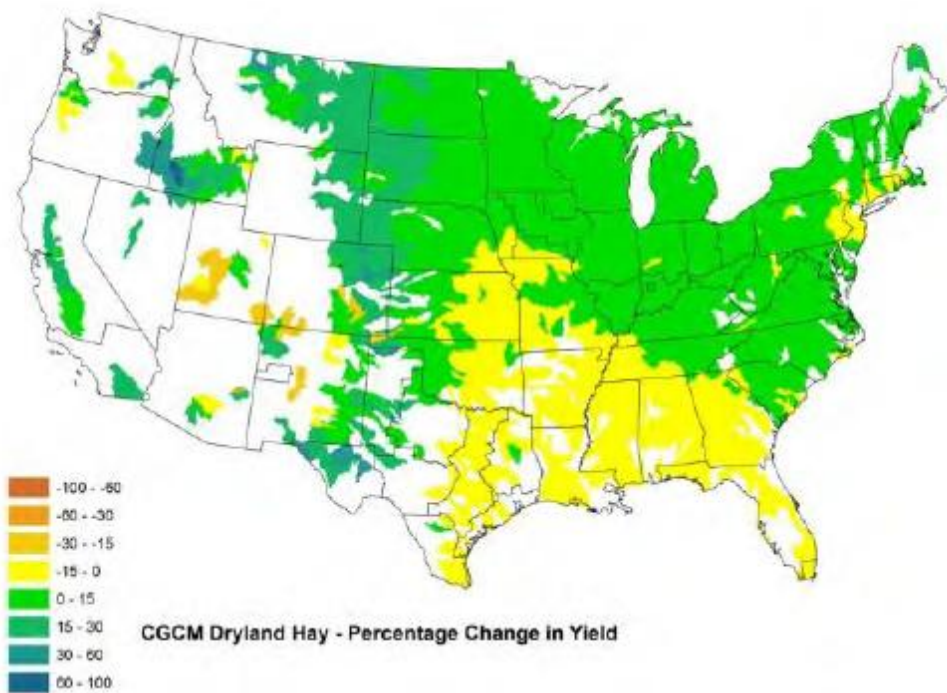 -100 - -60
-60 - -30
-30 - -15
-15 - 0
0 - 15
15 - 30
30 - 60
60 - 100
CGCM Dryland Hay - Percentage Change in Yield